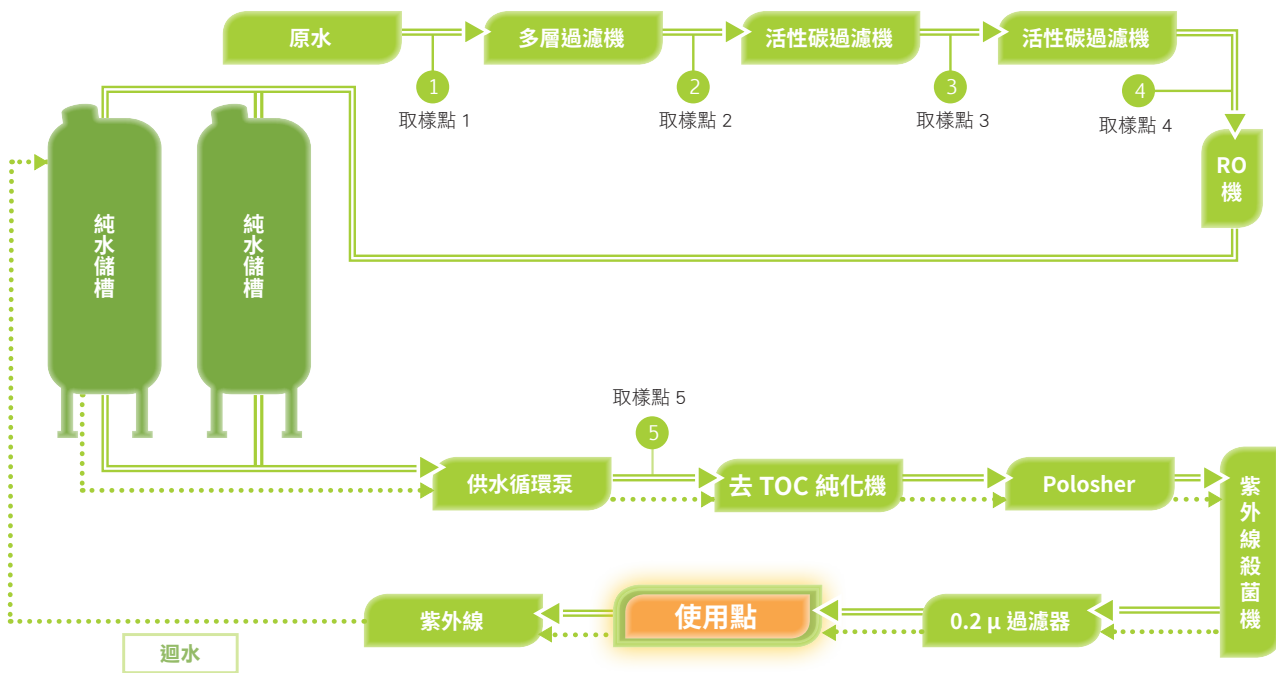 原水
多層過濾機
活性碳過濾機
活性碳過濾機
1
取樣點 1
2
取樣點 2
3
取樣點 3
4
取樣點 4
RO
機
純水儲槽
純水儲槽
取樣點 5
5
供水循環泵
去 TOC 純化機
Polosher
紫外線殺菌機
0.2 μ 過濾器
使用點
紫外線
迴水